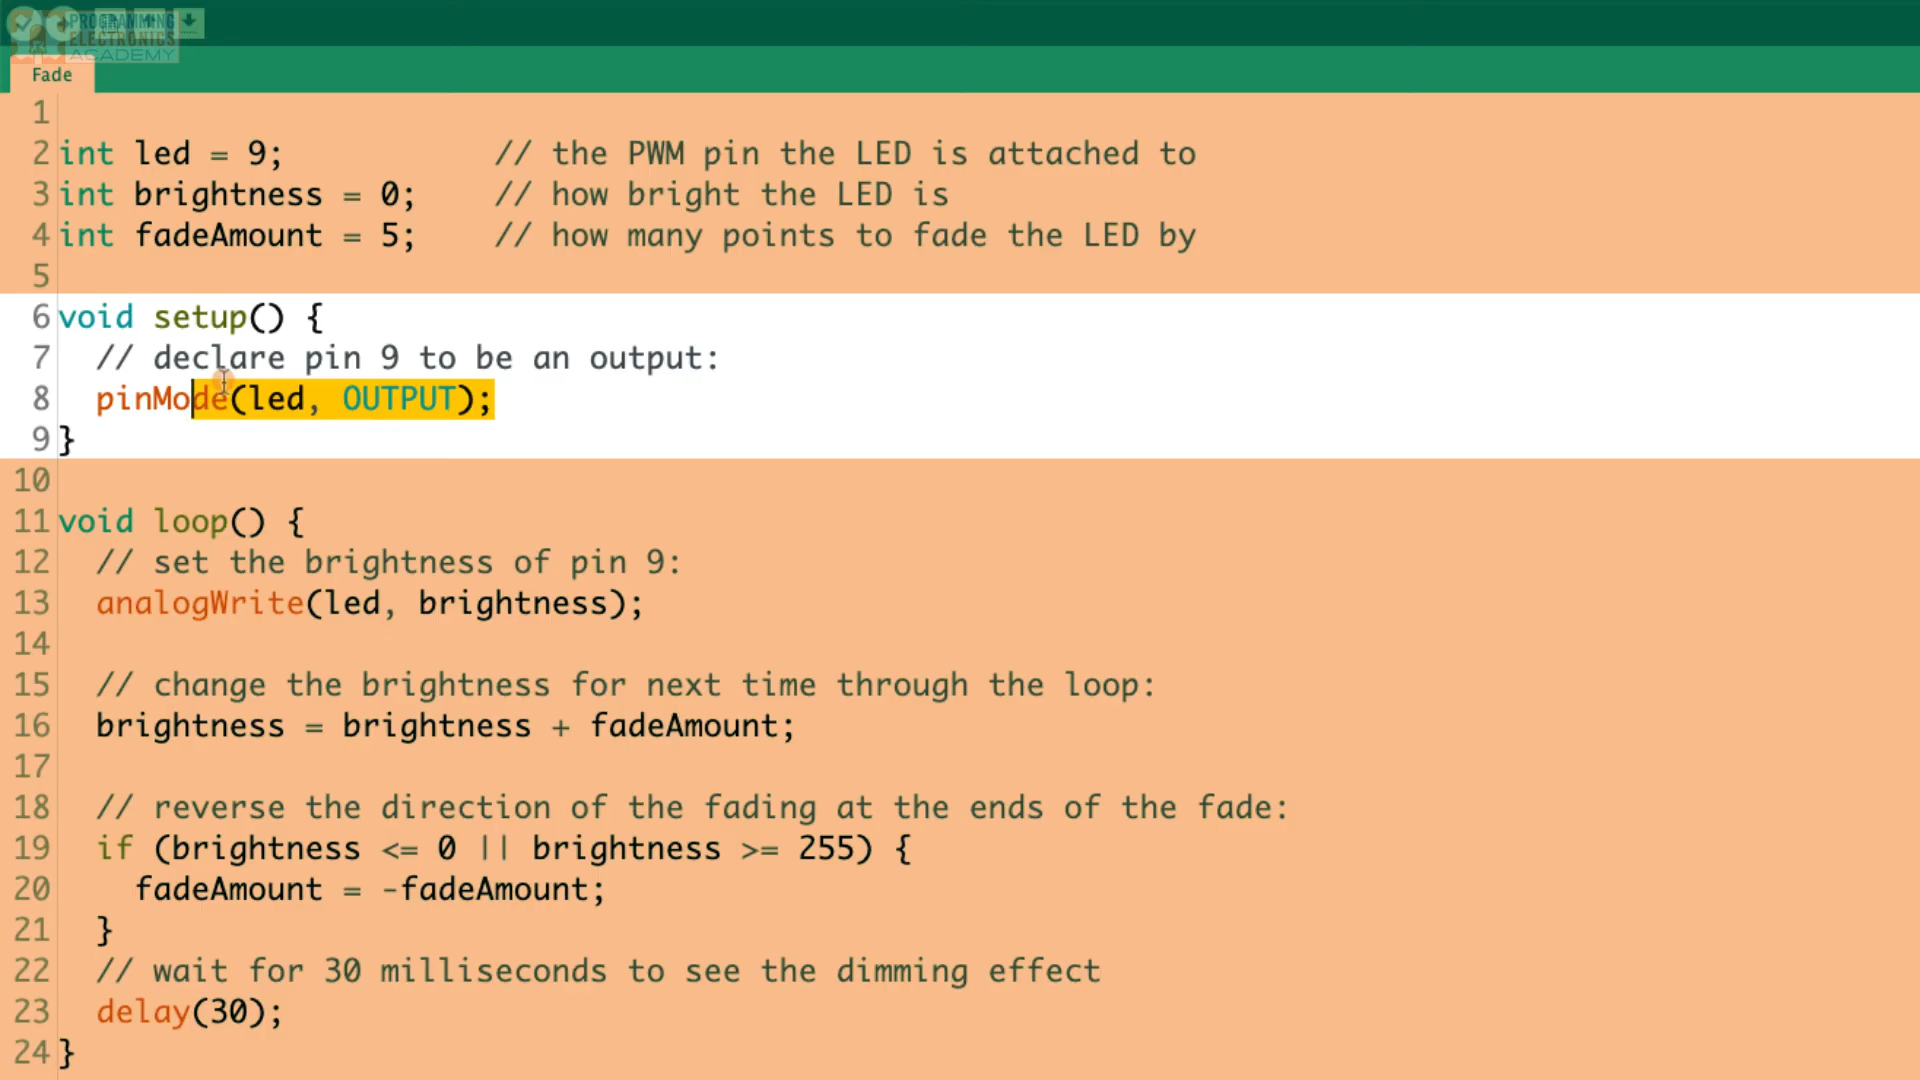 PROGRAMMING
ELECTRONICS
ACADEMY
Fade
1
2 int led = 9; // the PWM pin the LED is attached to
3 int brightness = 0; // how bright the LED is
4 int fadeAmount = 5; // how many points to fade the LED by
5
6 void setup() {
7 // declare pin 9 to be an output:
8 pinMode(led, OUTPUT);
9 }
10
11 void loop() {
12 // set the brightness of pin 9:
13 analogWrite(led, brightness);
14
15 // change the brightness for next time through the loop:
16 brightness = brightness + fadeAmount;
17
18 // reverse the direction of the fading at the ends of the fade:
19 if (brightness <= 0 || brightness >= 255) {
20 fadeAmount = -fadeAmount;
21 }
22 // wait for 30 milliseconds to see the dimming effect
23 delay(30);
24 }